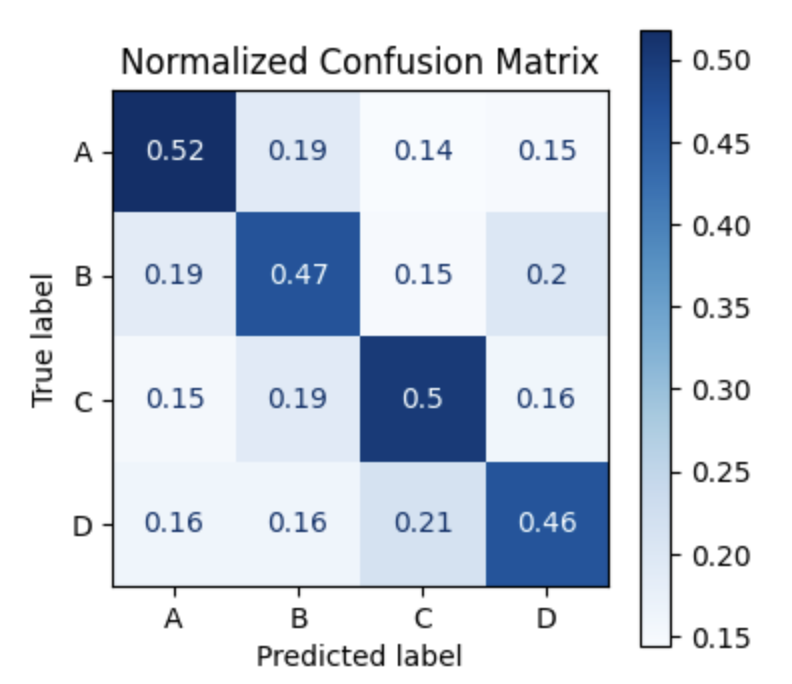 Normalized Confusion Matrix
A 0.52 0.19 0.14 0.15
B 0.19 0.47 0.15 0.2
C 0.15 0.19 0.5 0.16
D 0.16 0.16 0.21 0.46
A B C D
Predicted label
True label
0.50
0.45
0.40
0.35
0.30
0.25
0.20
0.15